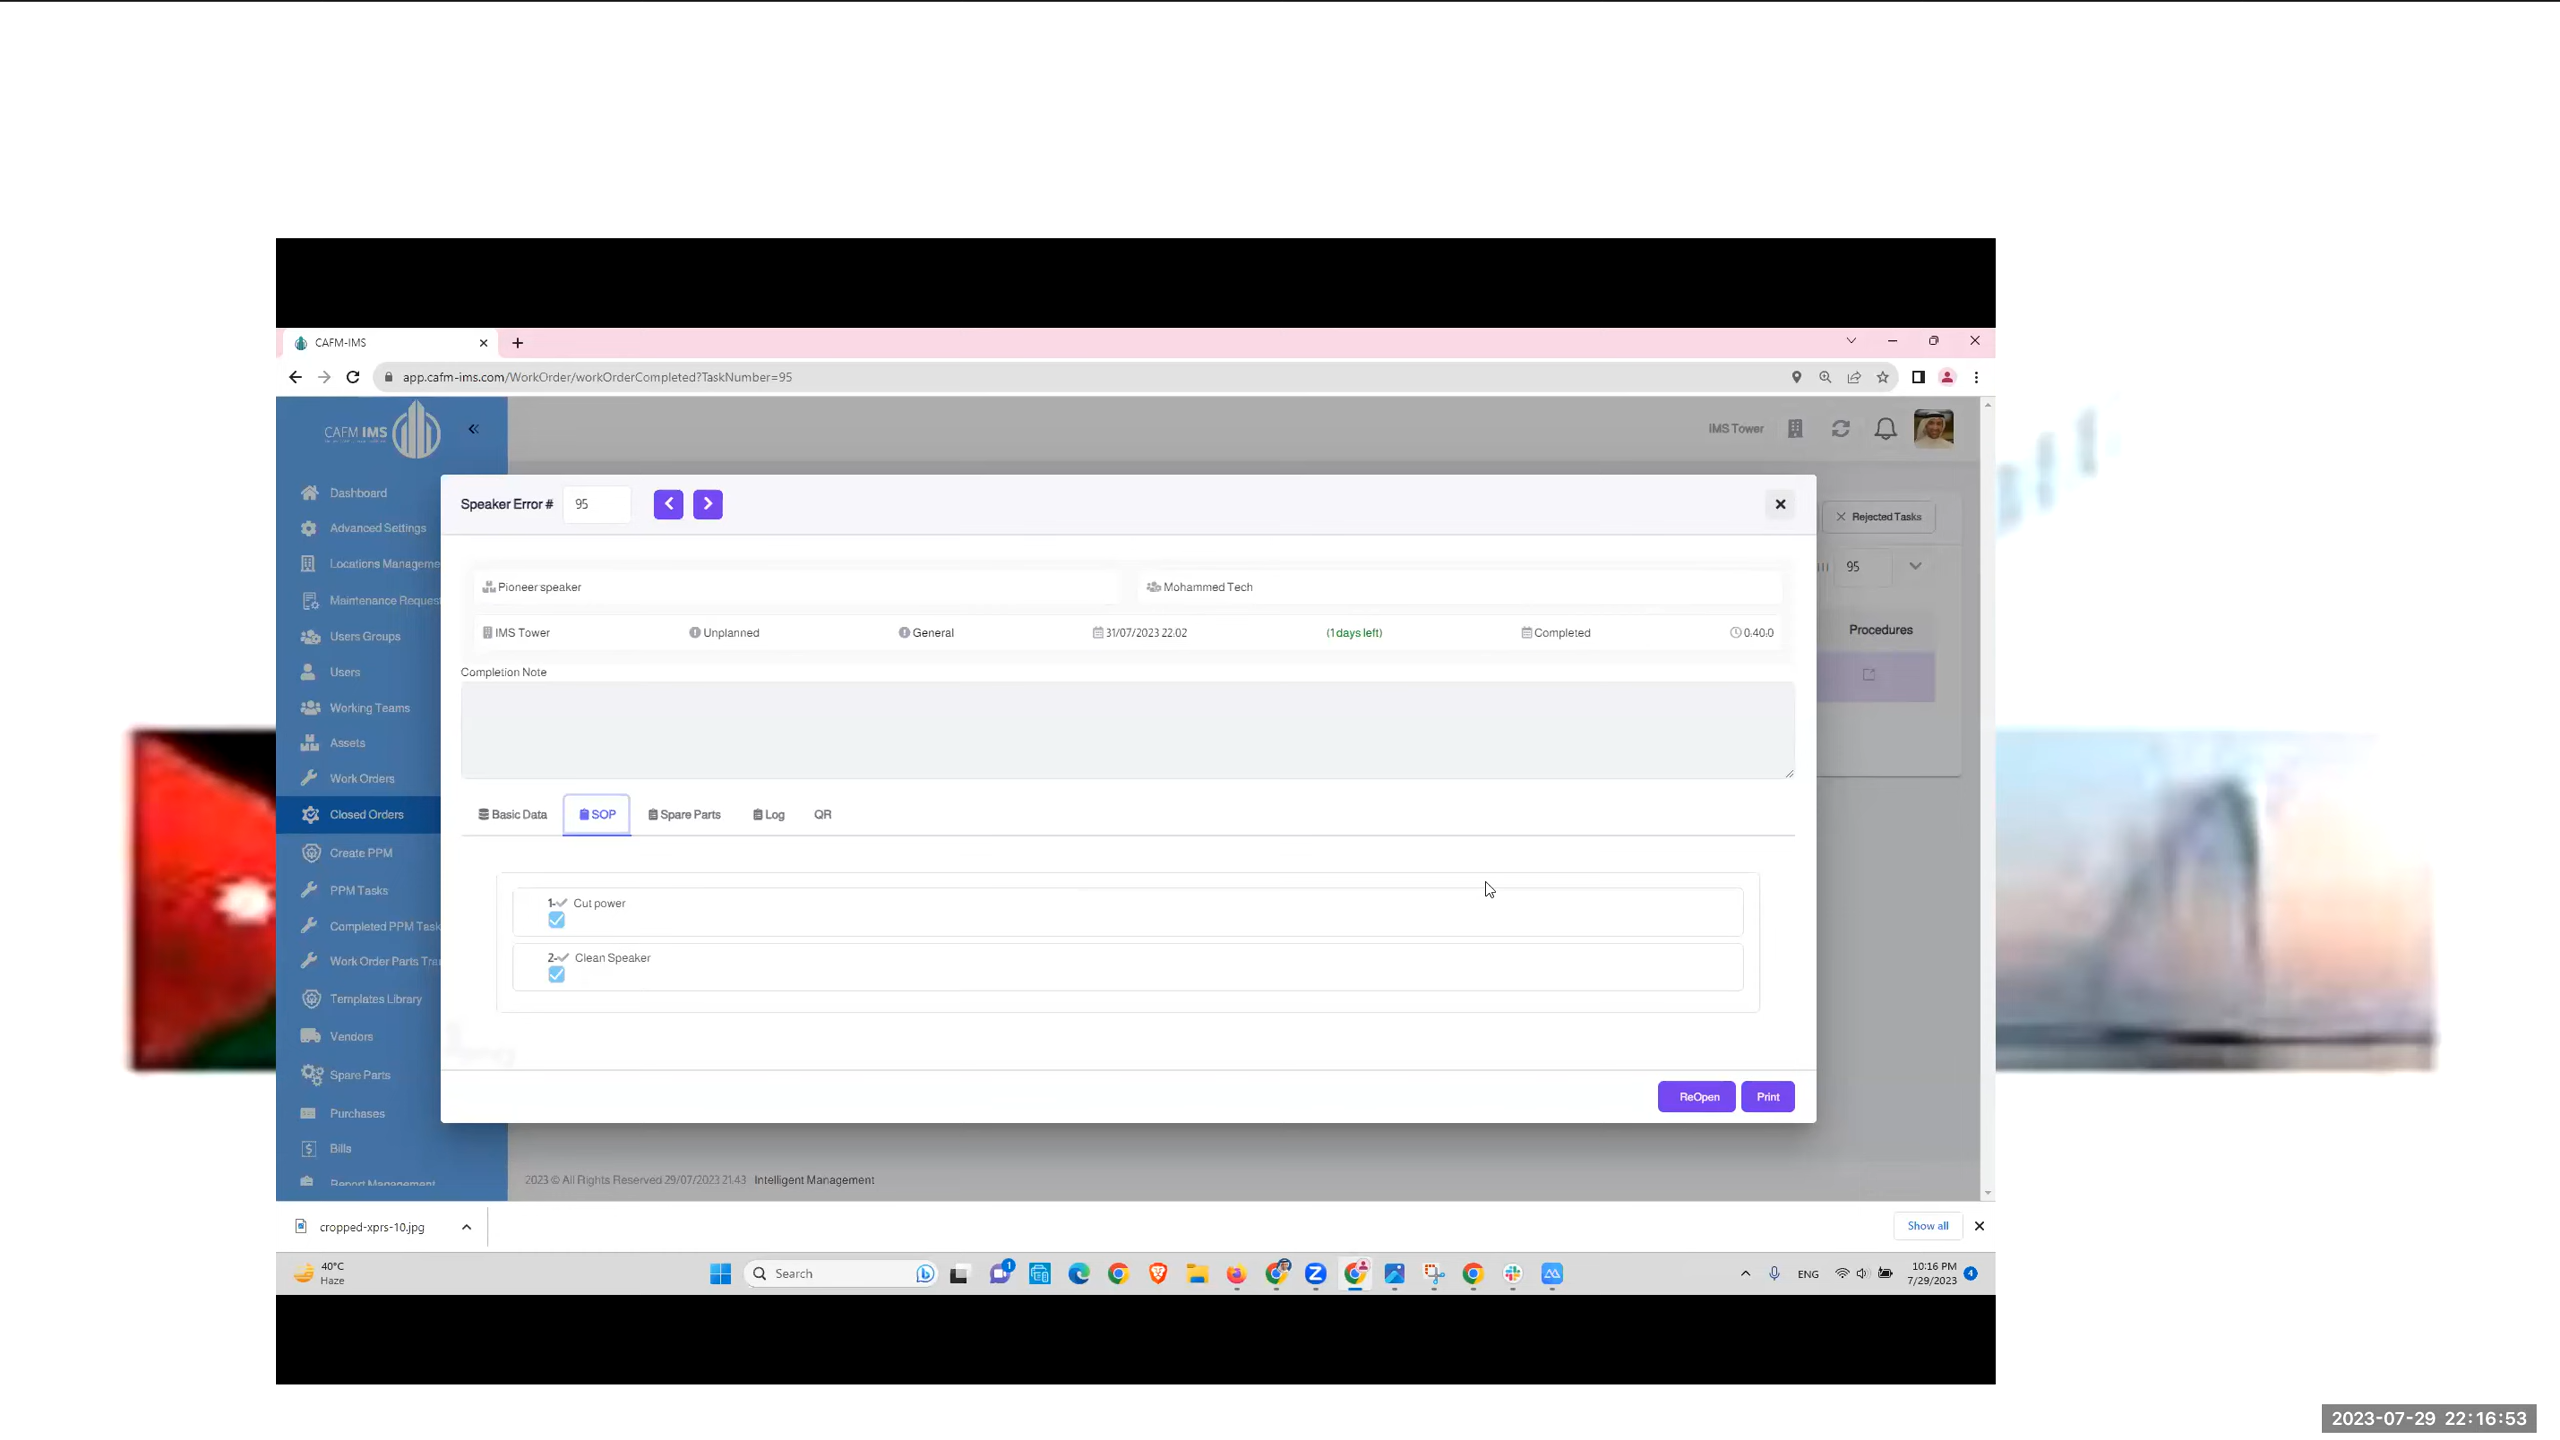 CAFM-IMS
app.cafm-ims.com/WorkOrder/workOrderCompleted?TaskNumber=95
CAFM IMS
IMS Tower
Dashboard
Advanced Settings
Locations Manageme
Maintenance Reques
Users Groups
Users
Working Teams
Assets
Work Orders
Closed Orders
Create PPM
PPM Tasks
Completed PPM Task
Work Order Parts Tra
Templates Library
Vendors
Spare Parts
Purchases
Bills
Report Management
Speaker Error # 95
Rejected Tasks
95
Procedures
Pioneer speaker
Mohammed Tech
IMS Tower Unplanned General 31/07/2023 22.02 (1 days left) Completed 0:40:0
Completion Note
Basic Data SOP Spare Parts Log QR
1- Cut power
2- Clean Speaker
ReOpen Print
2023 © All Rights Reserved 29/07/2023 21.43 Intelligent Management
cropped-xprs-10.jpg
Show all
40°C
Haze
Search
1
ENG
10:16 PM
7/29/2023
4
2023-07-29 22:16:53